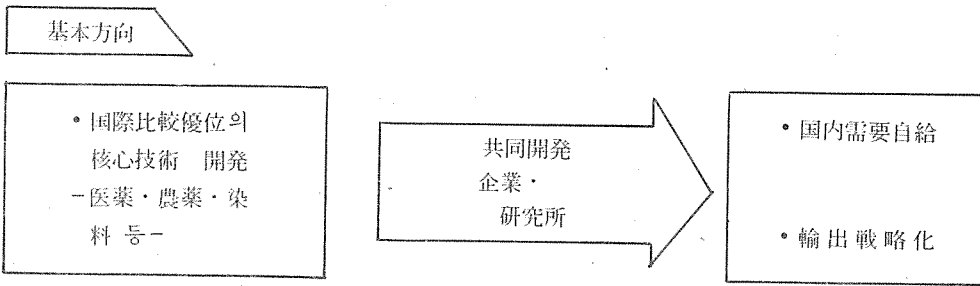 基本方向
• 国際比較優位의
核心技術 開発
－医薬・農薬・染
料 등－
共同開発
企業・
研究所
• 国内需要自給
• 輸出戦略化